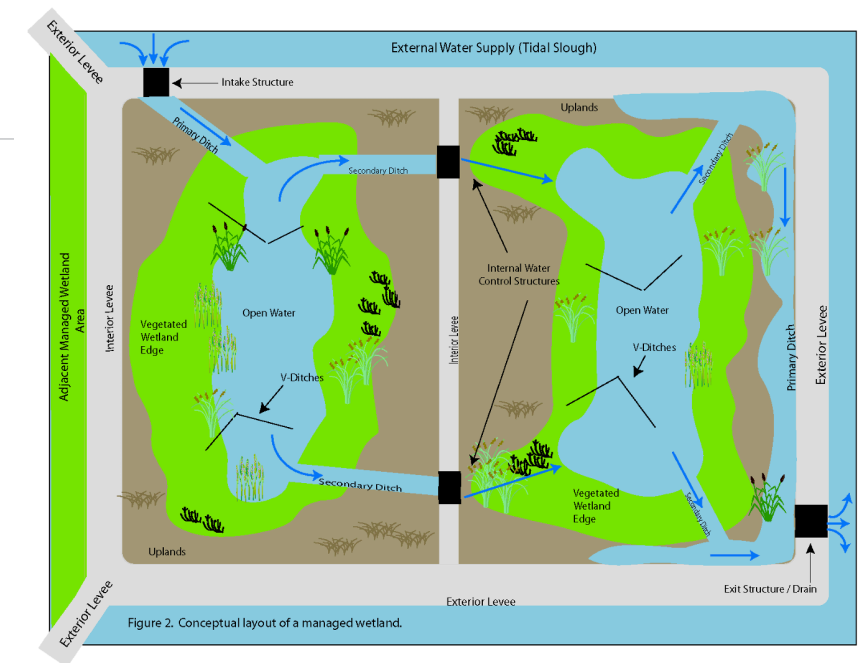 Exterior Levee
External Water Supply (Tidal Slough)
Intake Structure
Uplands
Primary Ditch
Secondary Ditch
Secondary Ditch
Adjacent Managed Wetland
Area
Interior Levee
Internal Water
Control Structures
Open Water
Open Water
Vegetated
Wetland
Edge
Interior Levee
V-Ditches
V-Ditches
Primary Ditch
Exterior Levee
Secondary Ditch
Vegetated
Wetland
Edge
Secondary Ditch
Uplands
Exit Structure / Drain
Exterior Levee
Exterior Levee
Figure 2. Conceptual layout of a managed wetland.